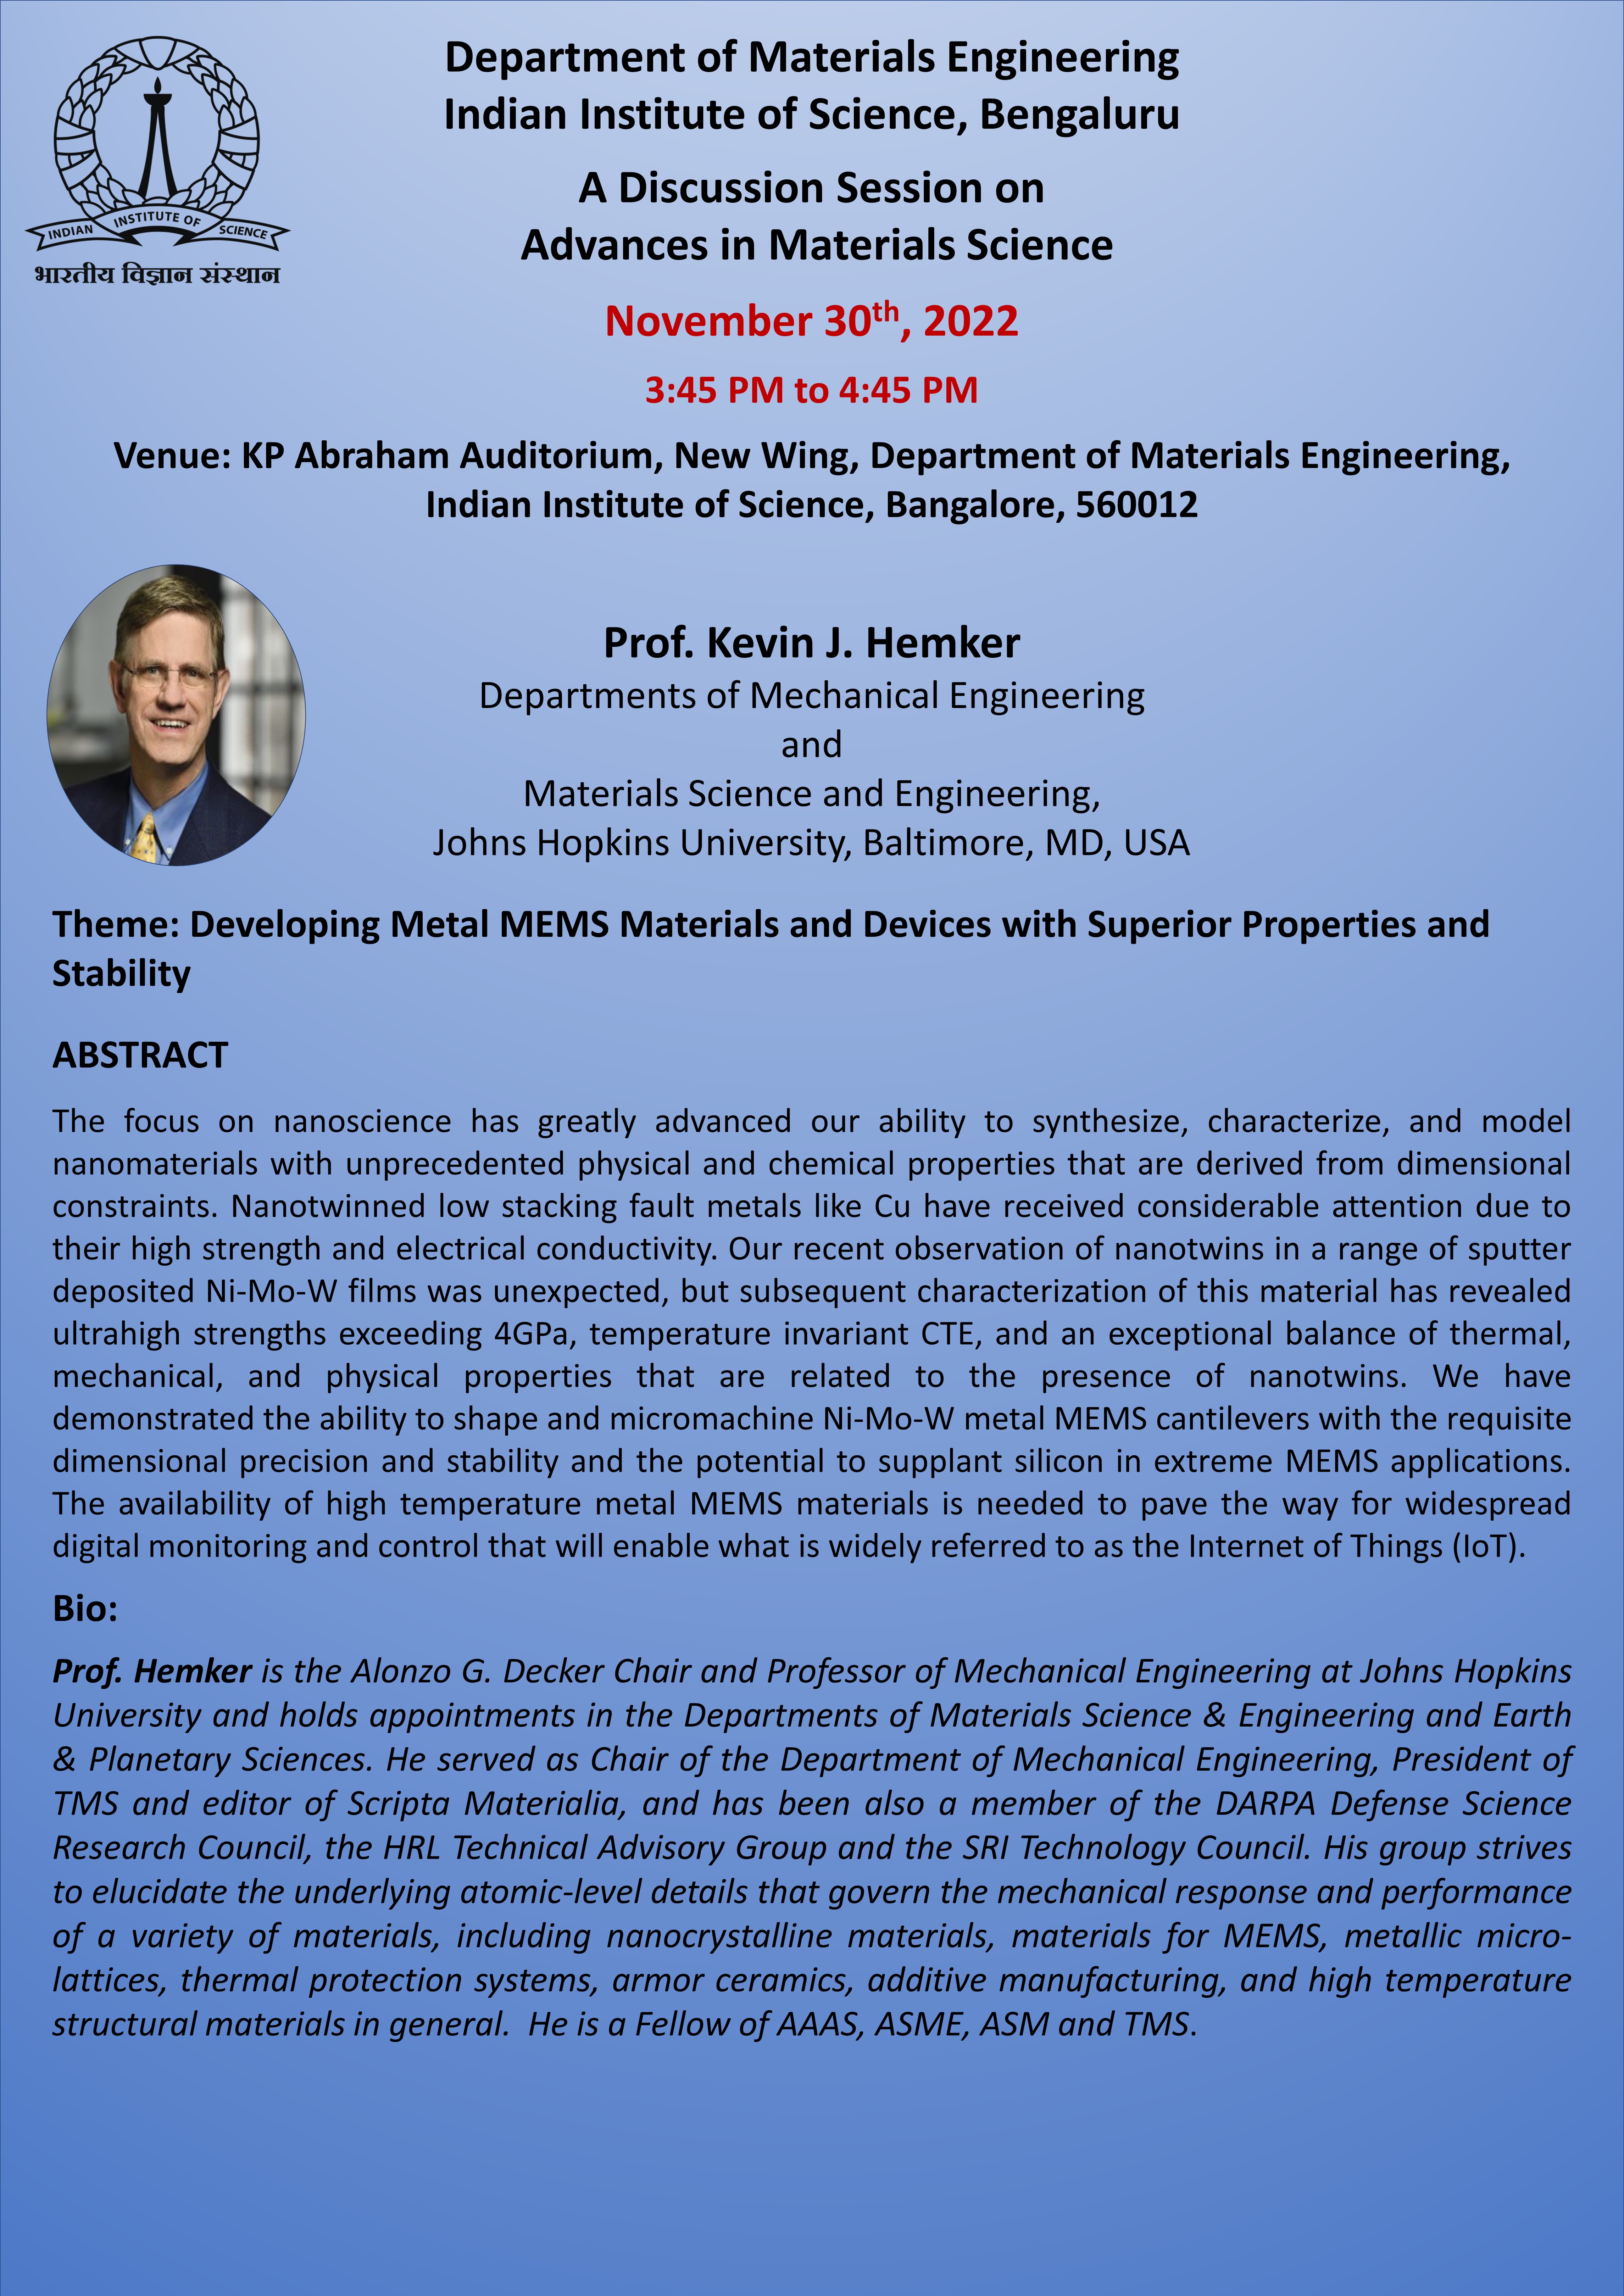 Department of Materials Engineering
Indian Institute of Science, Bengaluru
A Discussion Session on
Advances in Materials Science
INDIAN INSTITUTE OF SCIENCE
भारतीय विज्ञान संस्थान
November 30th, 2022
3:45 PM to 4:45 PM
Venue: KP Abraham Auditorium, New Wing, Department of Materials Engineering,
Indian Institute of Science, Bangalore, 560012
Prof. Kevin J. Hemker
Departments of Mechanical Engineering
and
Materials Science and Engineering,
Johns Hopkins University, Baltimore, MD, USA
Theme: Developing Metal MEMS Materials and Devices with Superior Properties and
Stability
ABSTRACT
The focus on nanoscience has greatly advanced our ability to synthesize, characterize, and model
nanomaterials with unprecedented physical and chemical properties that are derived from dimensional
constraints. Nanotwinned low stacking fault metals like Cu have received considerable attention due to
their high strength and electrical conductivity. Our recent observation of nanotwins in a range of sputter
deposited Ni-Mo-W films was unexpected, but subsequent characterization of this material has revealed
ultrahigh strengths exceeding 4GPa, temperature invariant CTE, and an exceptional balance of thermal,
mechanical, and physical properties that are related to the presence of nanotwins. We have
demonstrated the ability to shape and micromachine Ni-Mo-W metal MEMS cantilevers with the requisite
dimensional precision and stability and the potential to supplant silicon in extreme MEMS applications.
The availability of high temperature metal MEMS materials is needed to pave the way for widespread
digital monitoring and control that will enable what is widely referred to as the Internet of Things (IoT).
Bio:
Prof. Hemker is the Alonzo G. Decker Chair and Professor of Mechanical Engineering at Johns Hopkins
University and holds appointments in the Departments of Materials Science & Engineering and Earth
& Planetary Sciences. He served as Chair of the Department of Mechanical Engineering, President of
TMS and editor of Scripta Materialia, and has been also a member of the DARPA Defense Science
Research Council, the HRL Technical Advisory Group and the SRI Technology Council. His group strives
to elucidate the underlying atomic-level details that govern the mechanical response and performance
of a variety of materials, including nanocrystalline materials, materials for MEMS, metallic micro-
lattices, thermal protection systems, armor ceramics, additive manufacturing, and high temperature
structural materials in general.  He is a Fellow of AAAS, ASME, ASM and TMS.